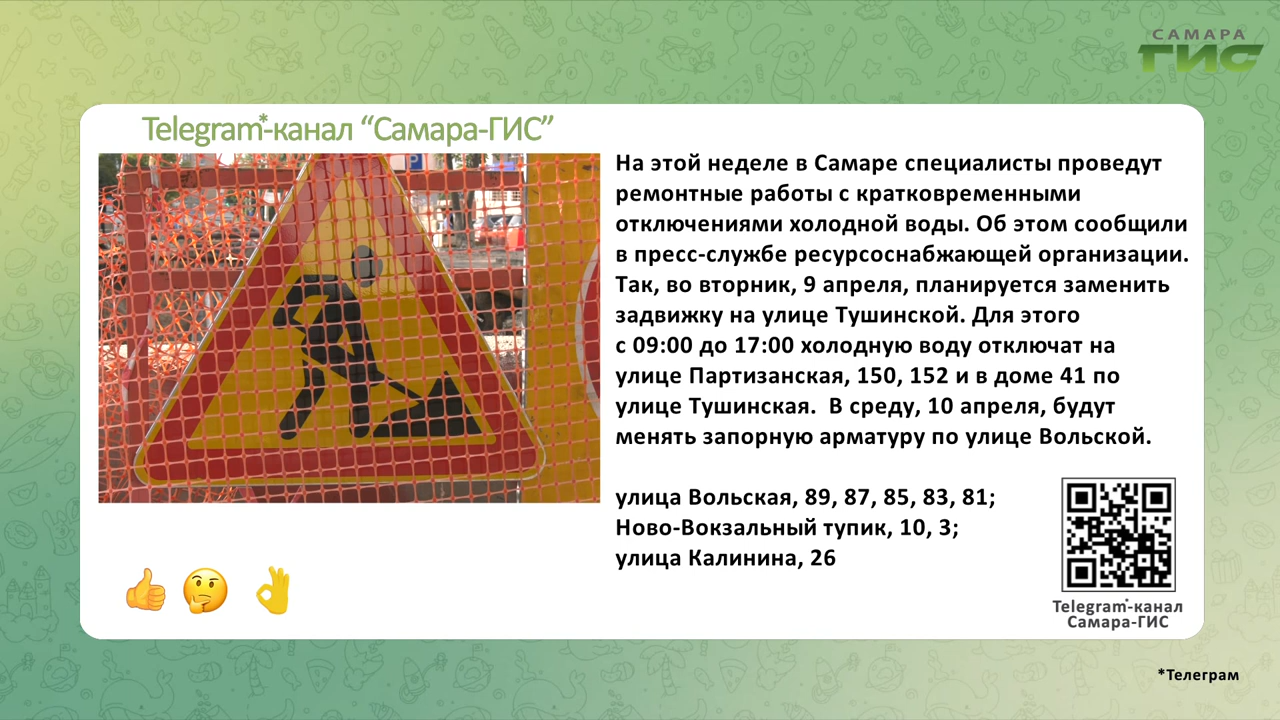 САМАРА
ГИС
Telegram*-канал “Самара-ГИС”
На этой неделе в Самаре специалисты проведут
ремонтные работы с кратковременными
отключениями холодной воды. Об этом сообщили
в пресс-службе ресурсоснабжающей организации.
Так, во вторник, 9 апреля, планируется заменить
задвижку на улице Тушинской. Для этого
с 09:00 до 17:00 холодную воду отключат на
улице Партизанская, 150, 152 и в доме 41 по
улице Тушинская. В среду, 10 апреля, будут
менять запорную арматуру по улице Вольской.
улица Вольская, 89, 87, 85, 83, 81;
Ново-Вокзальный тупик, 10, 3;
улица Калинина, 26
Telegram*-канал
Самара-ГИС
*Телеграм